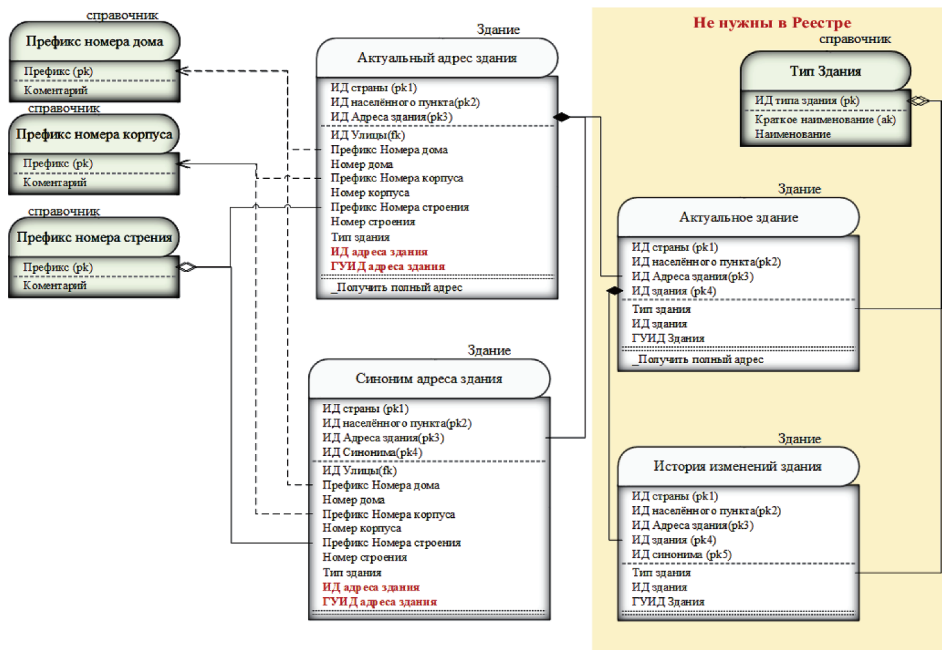 справочник
Префикс номера дома
Префикс (pk)
Коментарий
справочник
Префикс номера корпуса
Префикс (pk)
Коментарий
справочник
Префикс номера стрения
Префикс (pk)
Коментарий
Здание
Актуальный адрес здания
ИД страны (pk1)
ИД населённого пункта(pk2)
ИД Адреса здания(pk3)
ИД Улицы(fk)
Префикс Номера дома
Номер дома
Префикс Номера корпуса
Номер корпуса
Префикс Номера строения
Номер строения
Тип здания
ИД адреса здания
ГУИД адреса здания
_Получить полный адрес
Здание
Синоним адреса здания
ИД страны (pk1)
ИД населённого пункта(pk2)
ИД Адреса здания(pk3)
ИД Синонима(pk4)
ИД Улицы(fk)
Префикс Номера дома
Номер дома
Префикс Номера корпуса
Номер корпуса
Префикс Номера строения
Номер строения
Тип здания
ИД адреса здания
ГУИД адреса здания
Не нужны в Реестре
справочник
Тип Здания
ИД типа здания (pk)
Краткое наименование (ak)
Наименование
Здание
Актуальное здание
ИД страны (pk1)
ИД населённого пункта(pk2)
ИД Адреса здания(pk3)
ИД здания (pk4)
Тип здания
ИД здания
ГУИД Здания
_Получить полный адрес
Здание
История изменений здания
ИД страны (pk1)
ИД населённого пункта(pk2)
ИД Адреса здания(pk3)
ИД здания (pk4)
ИД синонима (pk5)
Тип здания
ИД здания
ГУИД Здания